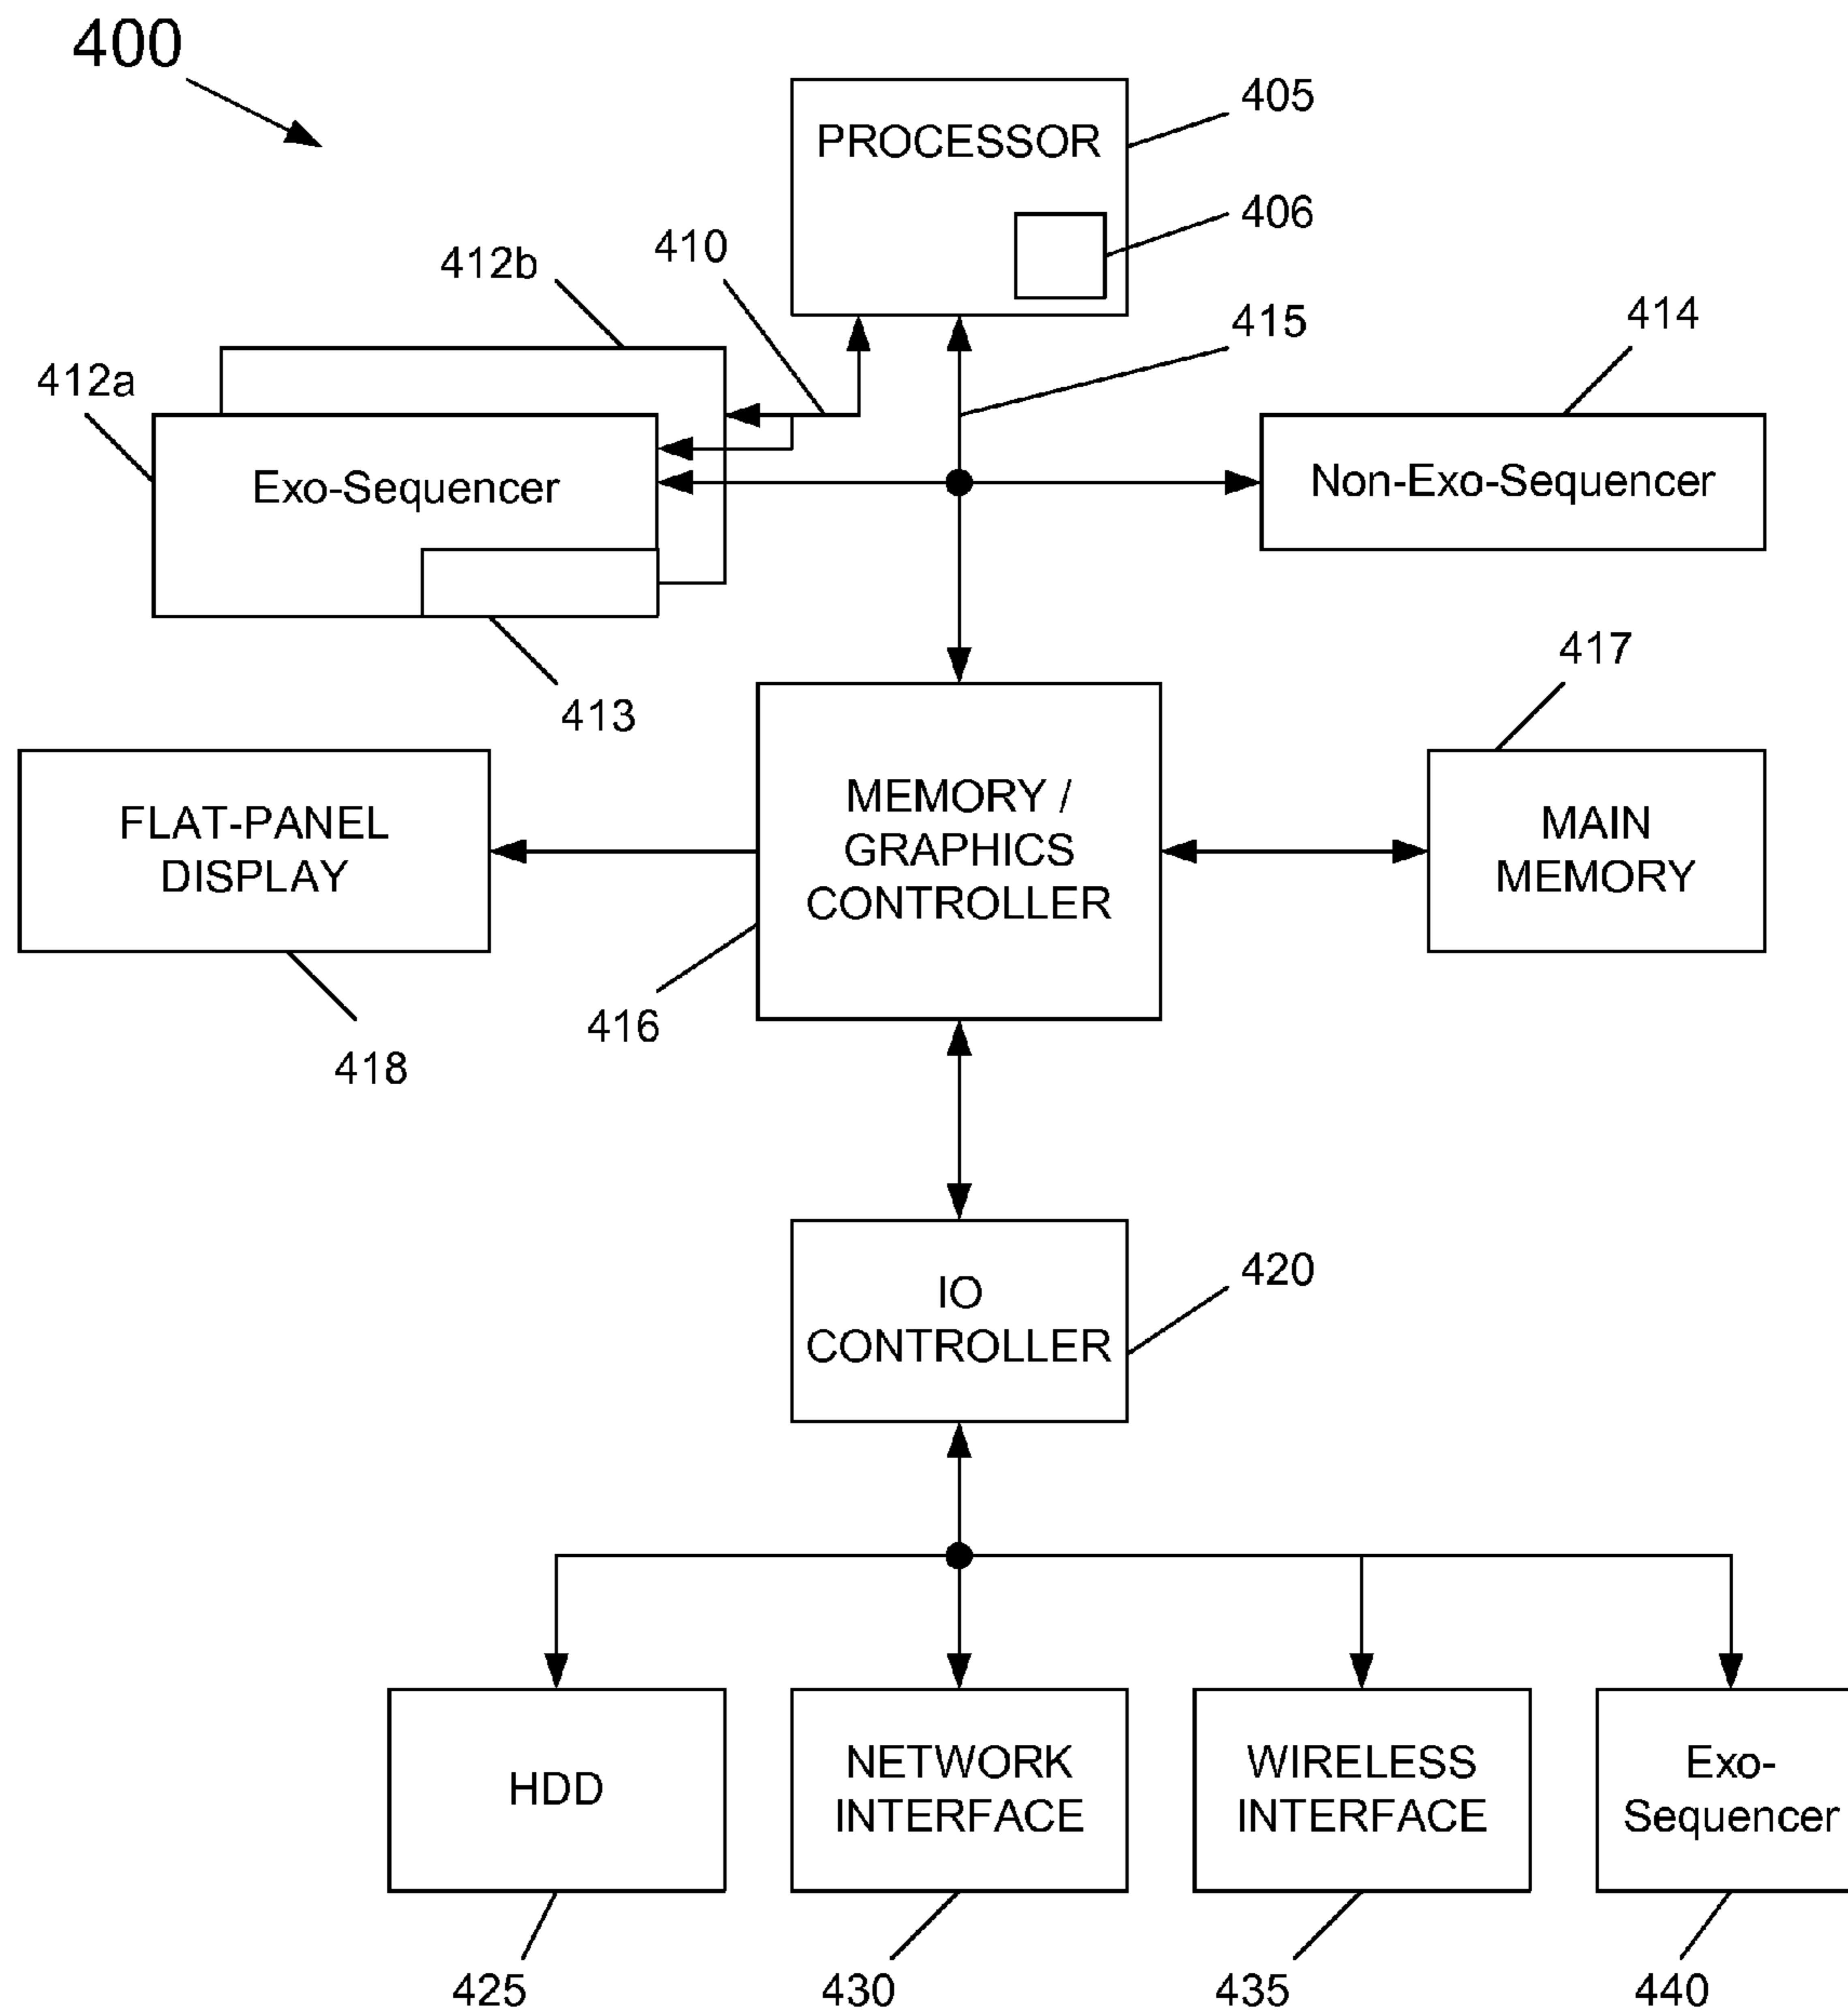 400
PROCESSOR
405
406
410
412b
412a
415
414
Exo-Sequencer
Non-Exo-Sequencer
413
417
FLAT-PANEL
DISPLAY
MEMORY /
GRAPHICS
CONTROLLER
MAIN
MEMORY
416
418
IO
CONTROLLER
420
HDD
NETWORK
INTERFACE
WIRELESS
INTERFACE
Exo-
Sequencer
425
430
435
440